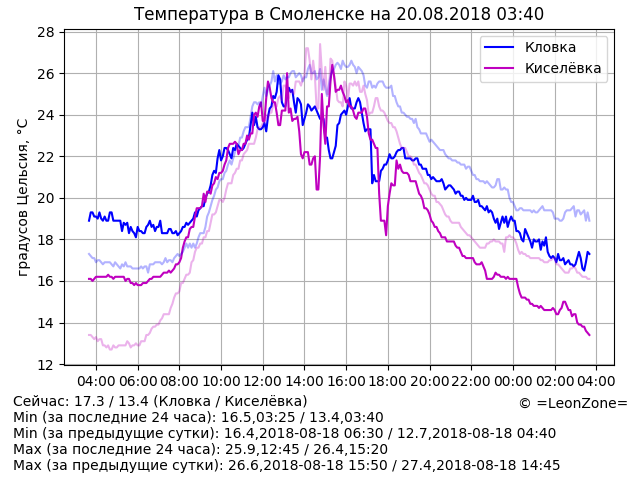 Температура в Смоленске на 20.08.2018 03:40
Кловка
Киселёвка
градусов Цельсия, °C
28
26
24
22
20
18
16
14
12
04:00 06:00 08:00 10:00 12:00 14:00 16:00 18:00 20:00 22:00 00:00 02:00 04:00
Сейчас: 17.3 / 13.4 (Кловка / Киселёвка)
© =LeonZone=
Min (за последние 24 часа): 16.5,03:25 / 13.4,03:40
Min (за предыдущие сутки): 16.4,2018-08-18 06:30 / 12.7,2018-08-18 04:40
Max (за последние 24 часа): 25.9,12:45 / 26.4,15:20
Max (за предыдущие сутки): 26.6,2018-08-18 15:50 / 27.4,2018-08-18 14:45